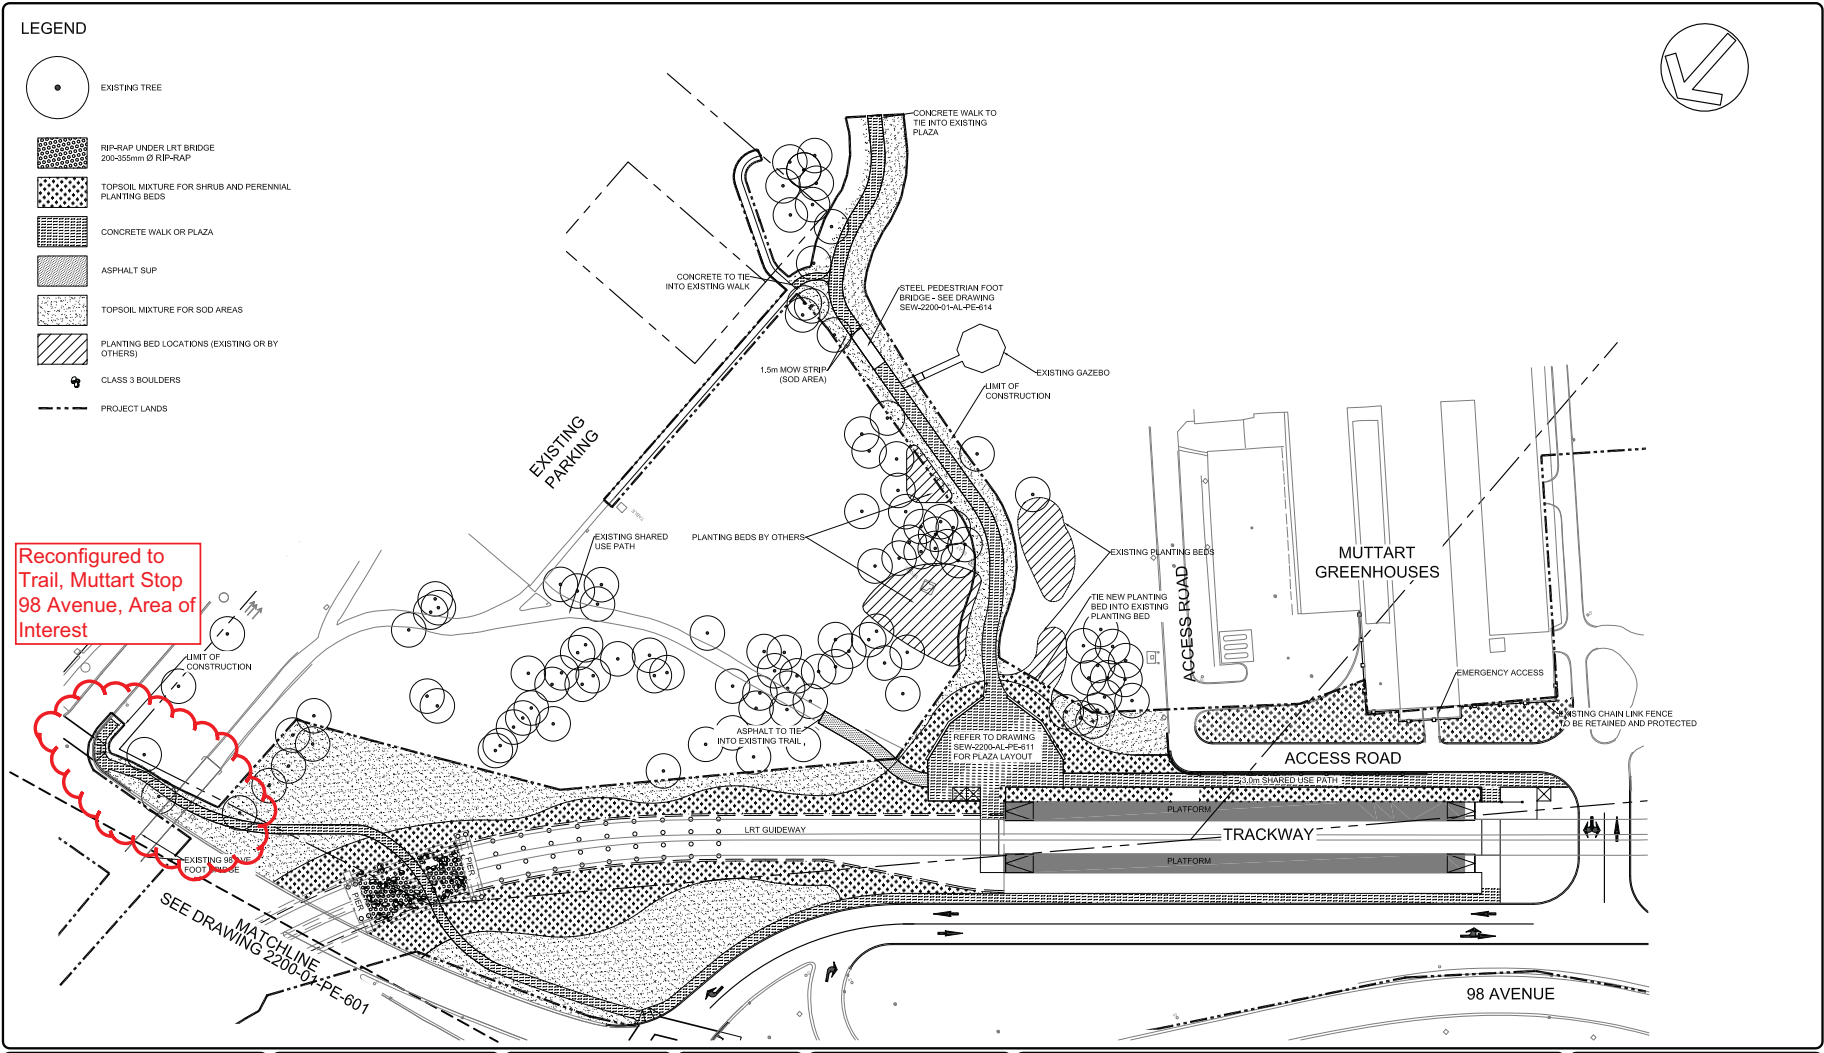 LEGEND
EXISTING TREE
RIP-RAP UNDER LRT BRIDGE
200-355mm Ø RIP-RAP
TOPSOIL MIXTURE FOR SHRUB AND PERENNIAL
PLANTING BEDS
CONCRETE WALK OR PLAZA
ASPHALT SUP
TOPSOIL MIXTURE FOR SOD AREAS
PLANTING BED LOCATIONS (EXISTING OR BY
OTHERS)
CLASS 3 BOULDERS
PROJECT LANDS
CONCRETE WALK TO
TIE INTO EXISTING
PLAZA
CONCRETE TO TIE
INTO EXISTING WALK
STEEL PEDESTRIAN FOOT
BRIDGE - SEE DRAWING
SEW-2200-01-AL-PE-614
1.5m MOW STRIP
(SOD AREA)
EXISTING GAZEBO
LIMIT OF
CONSTRUCTION
EXISTING
PARKING
EXISTING SHARED
USE PATH
PLANTING BEDS BY OTHERS
EXISTING PLANTING BEDS
TIE NEW PLANTING
BED INTO EXISTING
PLANTING BED
ACCESS ROAD
MUTTART
GREENHOUSES
EMERGENCY ACCESS
EXISTING CHAIN LINK FENCE
TO BE RETAINED AND PROTECTED
Reconfigured to
Trail, Muttart Stop
98 Avenue, Area of
Interest
LIMIT OF
CONSTRUCTION
ASPHALT TO TIE
INTO EXISTING TRAIL
REFER TO DRAWING
SEW-2200-AL-PE-611
FOR PLAZA LAYOUT
ACCESS ROAD
3.0m SHARED USE PATH
PLATFORM
LRT GUIDEWAY
TRACKWAY
PLATFORM
EXISTING 98 AVE
FOOT BRIDGE
PIER
PIER
MATCHLINE
SEE DRAWING 2200-01-PE-601
98 AVENUE